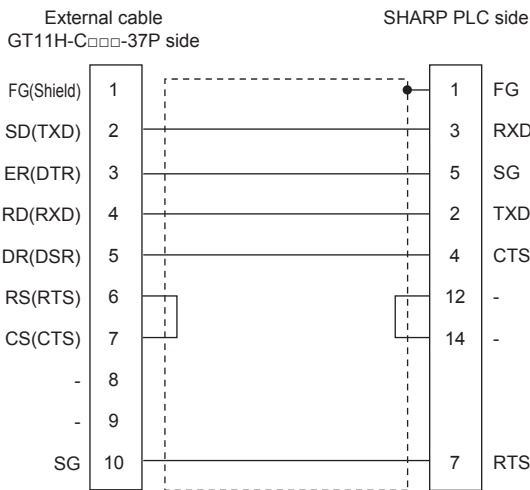 External cable SHARP PLC side
GT11H-C□□□-37P side
FG(Shield) 1 1 FG
SD(TXD) 2 3 RXD
ER(DTR) 3 5 SG
RD(RXD) 4 2 TXD
DR(DSR) 5 4 CTS
RS(RTS) 6 12 -
CS(CTS) 7 14 -
- 8
- 9
SG 10 7 RTS